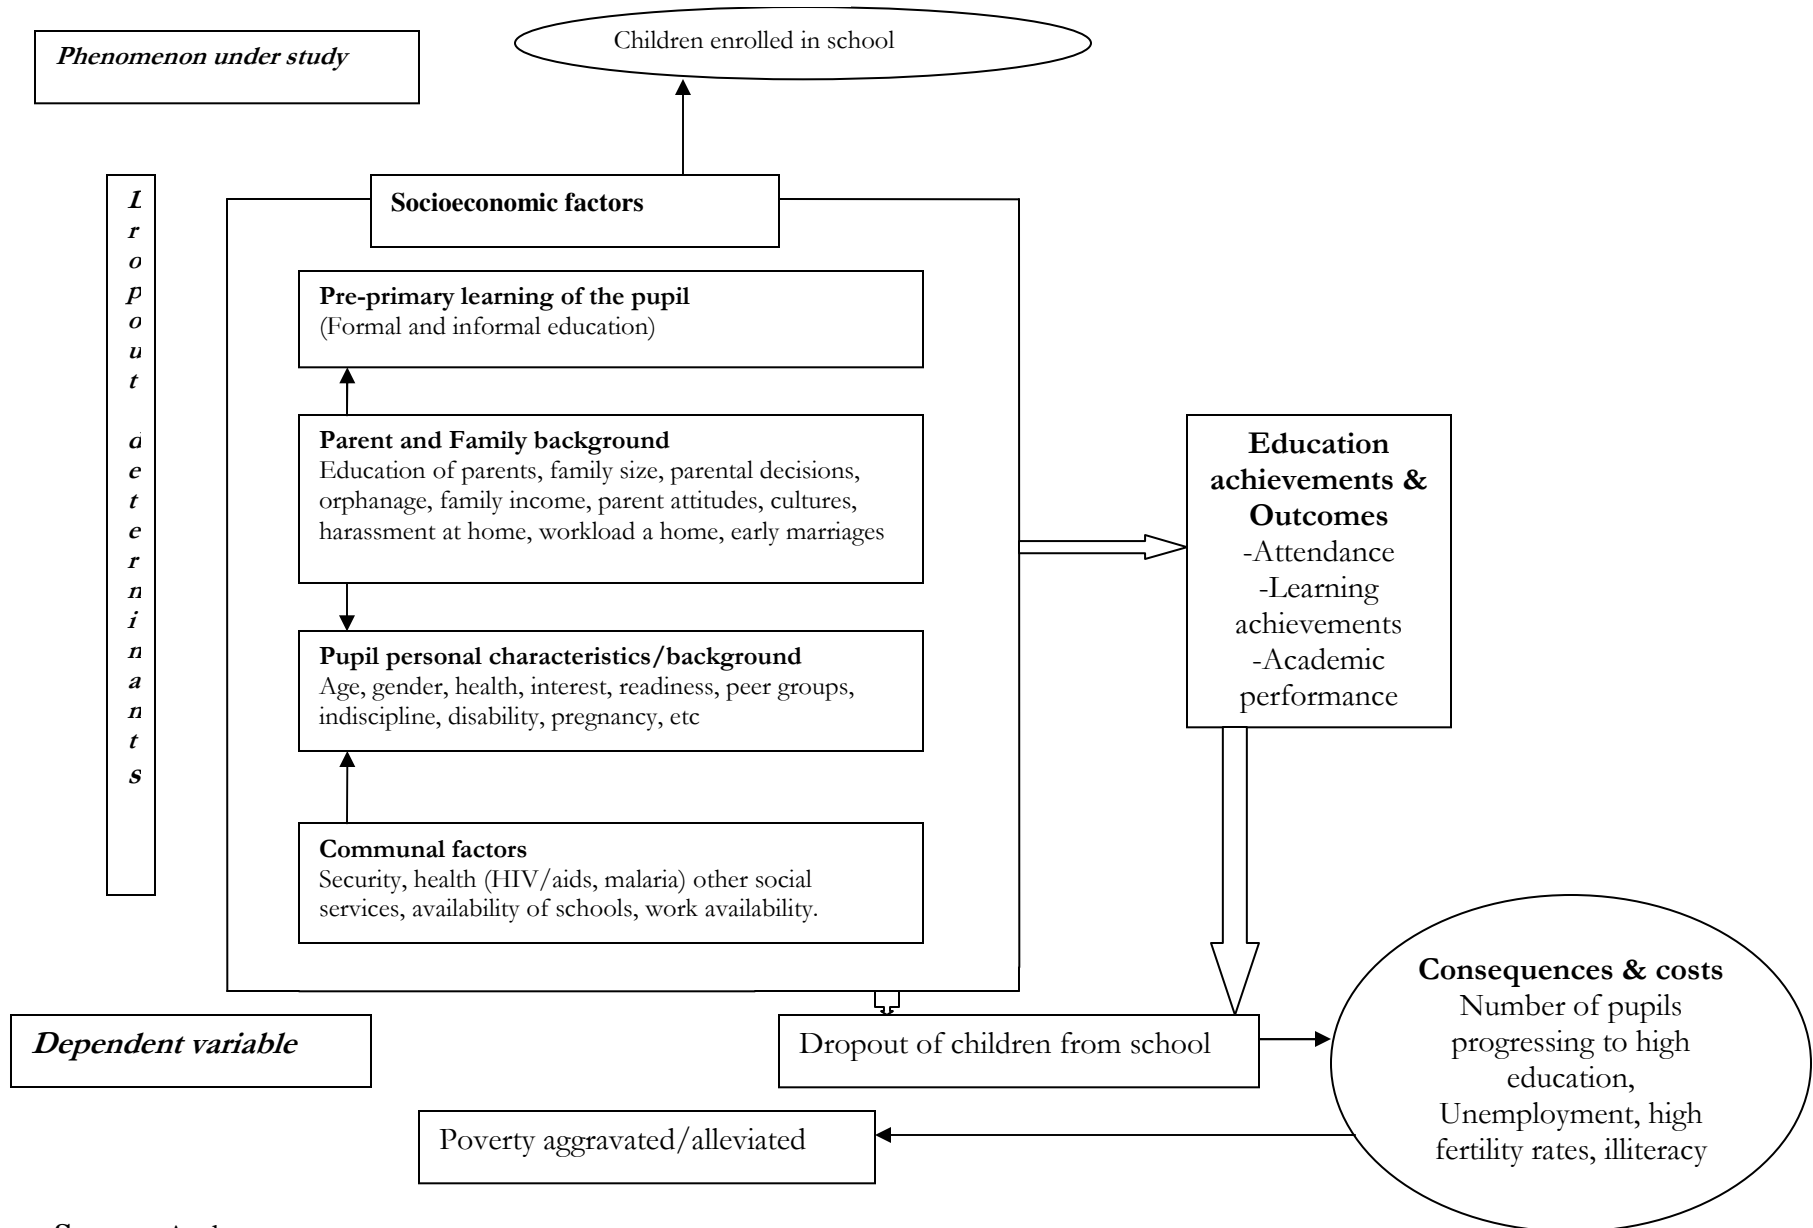 Phenomenon under study
Children enrolled in school
Socioeconomic factors
Pre-primary learning of the pupil
(Formal and informal education)
Parent and Family background
Education of parents, family size, parental decisions,
orphanage, family income, parent attitudes, cultures,
harassment at home, workload a home, early marriages
Pupil personal characteristics/background
Age, gender, health, interest, readiness, peer groups,
indiscipline, disability, pregnancy, etc
Communal factors
Security, health (HIV/aids, malaria) other social
services, availability of schools, work availability.
Education
achievements &
Outcomes
-Attendance
-Learning
achievements
-Academic
performance
Dependent variable
Dropout of children from school
Consequences & costs
Number of pupils
progressing to high
education,
Unemployment, high
fertility rates, illiteracy
Poverty aggravated/alleviated